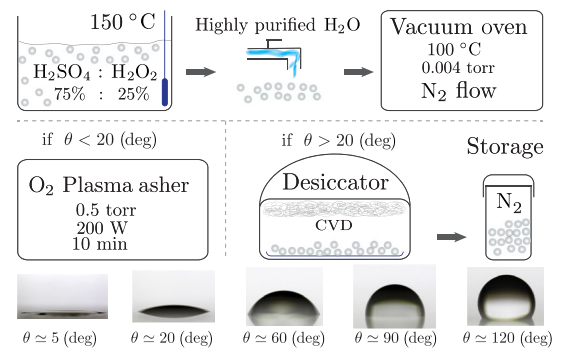 150 °C
H₂SO₄ : H₂O₂
75% : 25%
Highly purified H₂O
Vacuum oven
100 °C
0.004 torr
N₂ flow
if θ < 20 (deg)
O₂ Plasma asher
0.5 torr
200 W
10 min
if θ > 20 (deg)
Desiccator
CVD
Storage
N₂
θ ≃ 5 (deg)
θ ≃ 20 (deg)
θ ≃ 60 (deg)
θ ≃ 90 (deg)
θ ≃ 120 (deg)